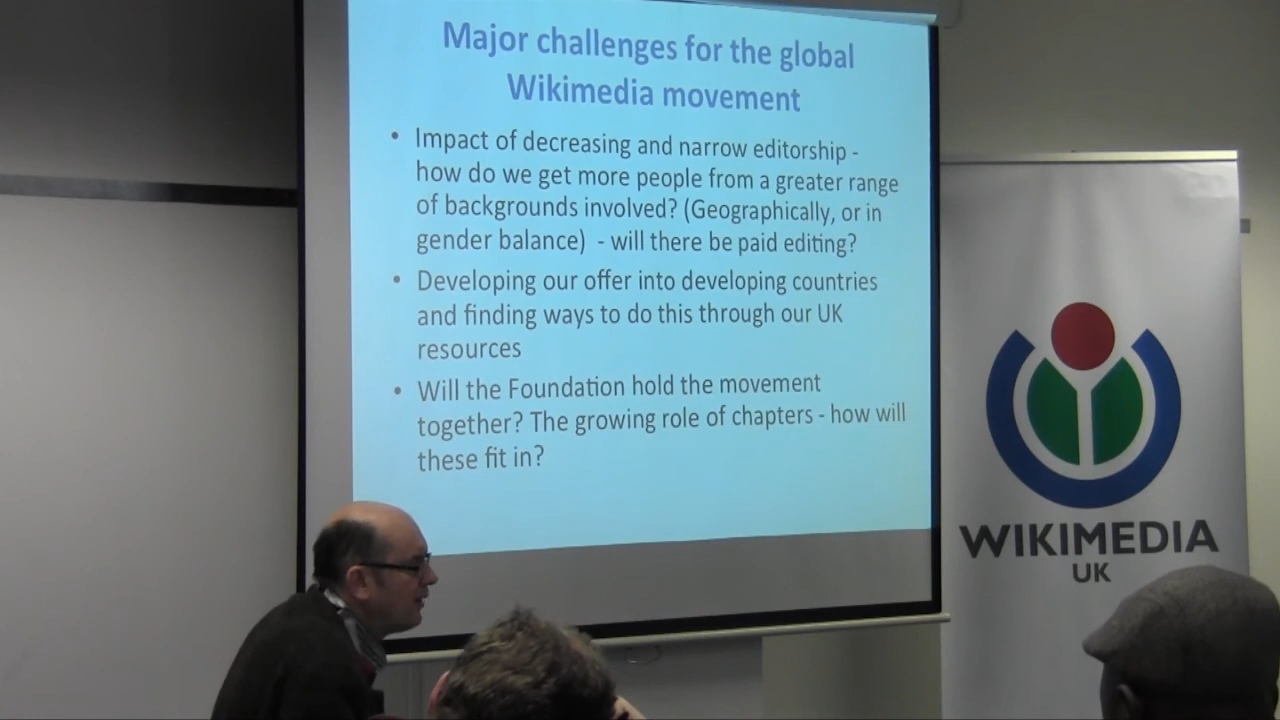 Major challenges for the global
Wikimedia movement
• Impact of decreasing and narrow editorship -
how do we get more people from a greater range
of backgrounds involved? (Geographically, or in
gender balance)  - will there be paid editing?
• Developing our offer into developing countries
and finding ways to do this through our UK
resources
• Will the Foundation hold the movement
together? The growing role of chapters - how will
these fit in?
WIKIMEDIA
UK